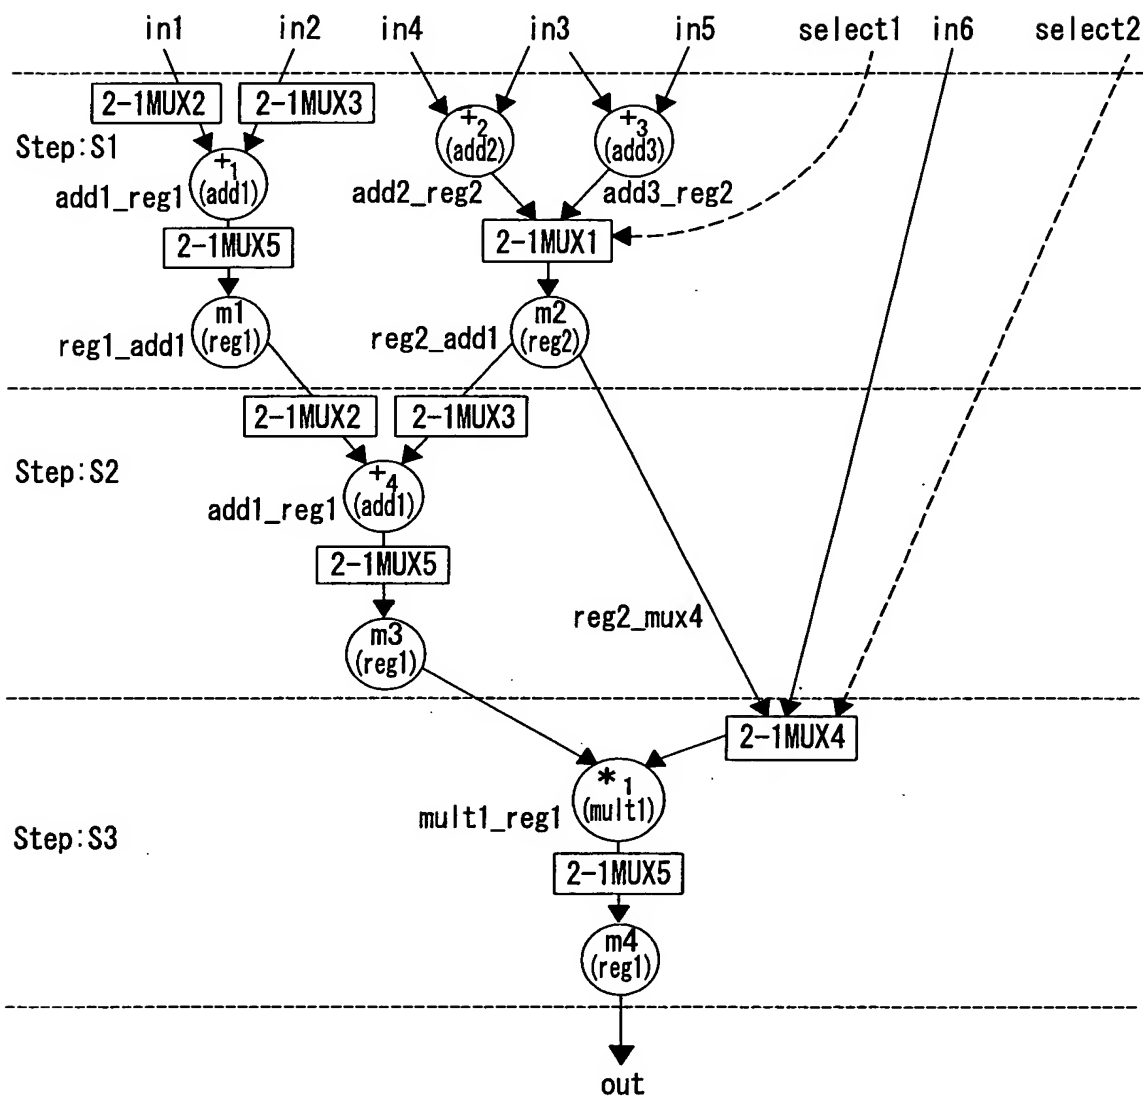 in1 in2 in4 in3 in5 select1 in6 select2
2-1MUX2 2-1MUX3
+2 +3
(add2) (add3)
Step:S1
+1
(add1)
add1_reg1 add2_reg2 add3_reg2
2-1MUX5 2-1MUX1
m1 m2
(reg1) (reg2)
reg1_add1 reg2_add1
2-1MUX2 2-1MUX3
Step:S2
+4
(add1)
add1_reg1
2-1MUX5
reg2_mux4
m3
(reg1)
2-1MUX4
*1
(mult1)
mult1_reg1
Step:S3
2-1MUX5
m4
(reg1)
out